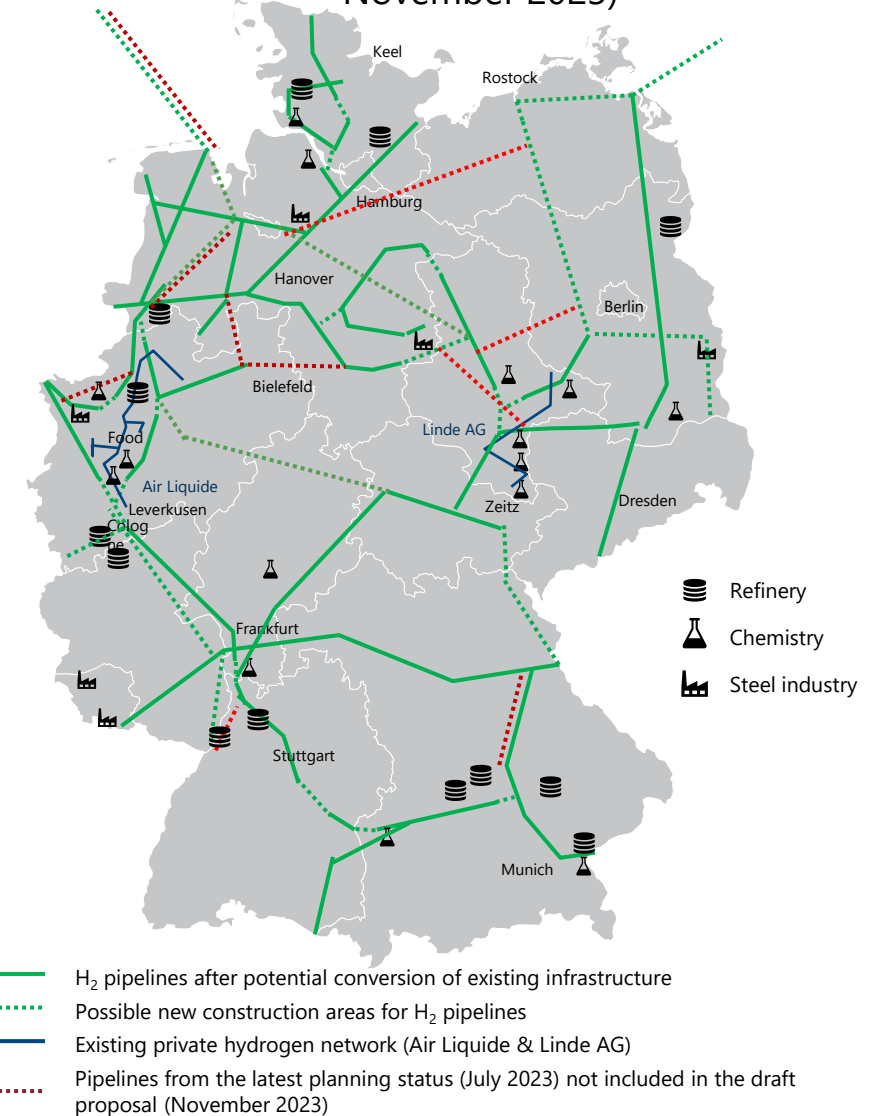 November 2023)
Keel
Rostock
Hamburg
Hanover
Berlin
Bielefeld
Linde AG
Food
Air Liquide
Leverkusen
Zeitz
Dresden
Colog
ne
Refinery
Frankfurt
Chemistry
Steel industry
Stuttgart
Munich
H2 pipelines after potential conversion of existing infrastructure
Possible new construction areas for H2 pipelines
Existing private hydrogen network (Air Liquide & Linde AG)
Pipelines from the latest planning status (July 2023) not included in the draft
proposal (November 2023)